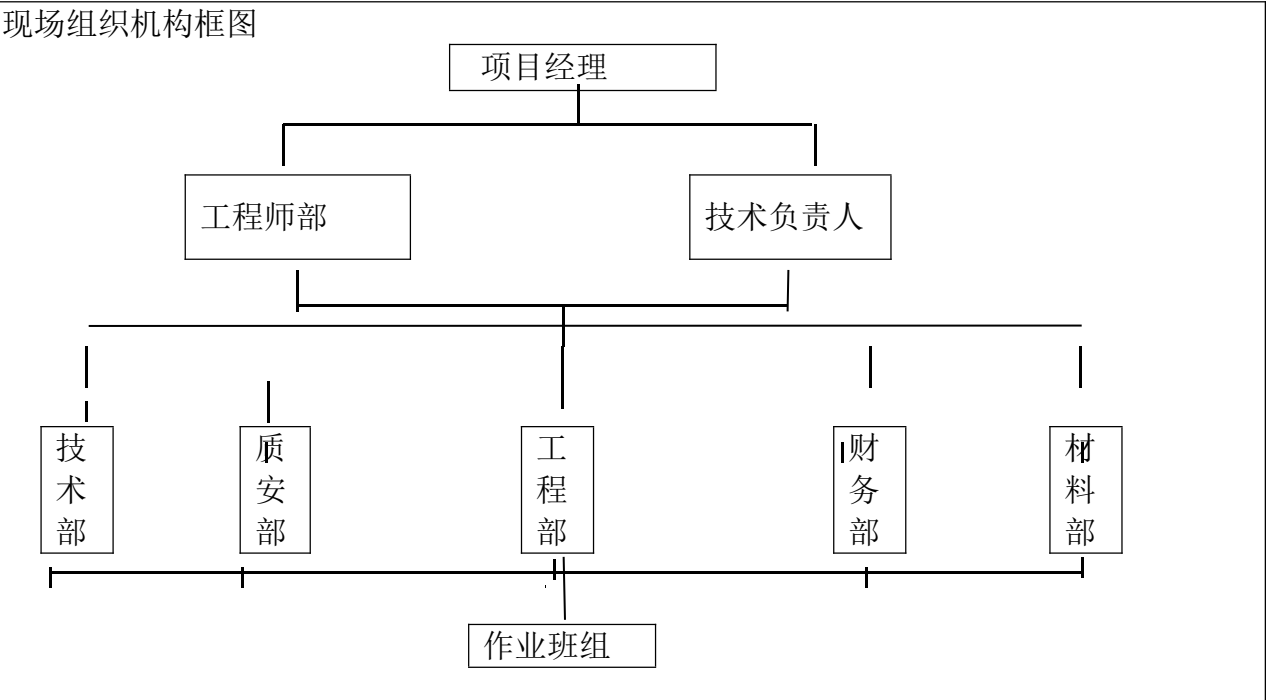 现场组织机构框图
项目经理
工程师部
技术负责人
技术部
质安部
工程部
财务部
材料部
作业班组